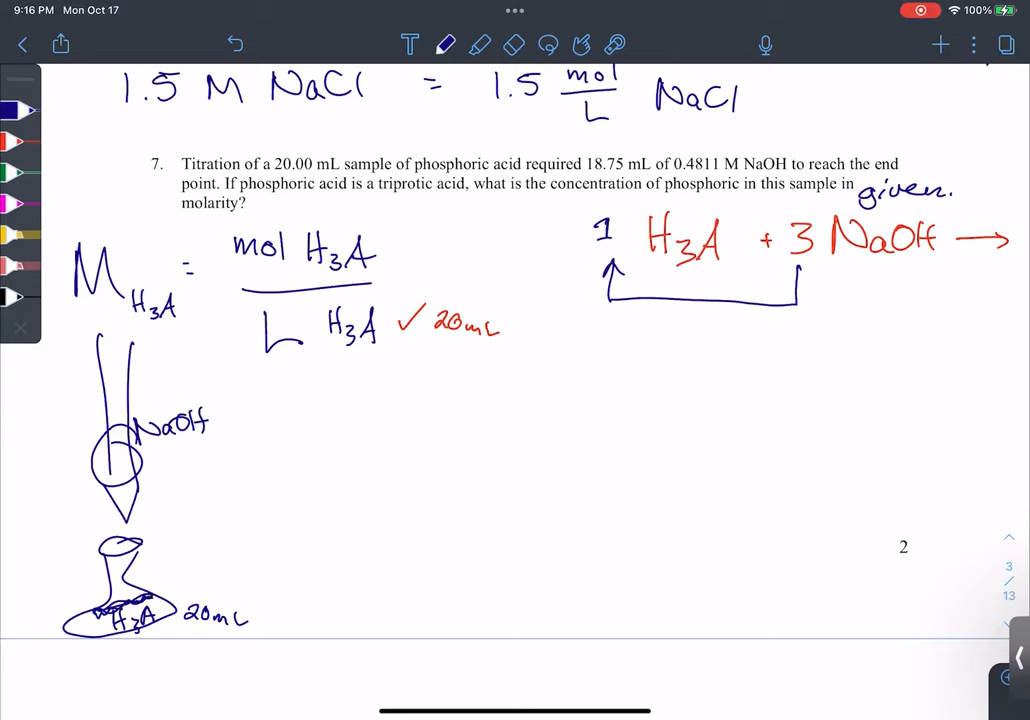 9:16 PM Mon Oct 17
100%
1.5 M NaCl = 1.5 mol/L NaCl
7. Titration of a 20.00 mL sample of phosphoric acid required 18.75 mL of 0.4811 M NaOH to reach the end
point. If phosphoric acid is a triprotic acid, what is the concentration of phosphoric in this sample in
molarity?
given.
1 H3A + 3 NaOH →
M H3A = mol H3A
L H3A ✓ 20mL
NaOH
H3A 20mL
2
3
/
13